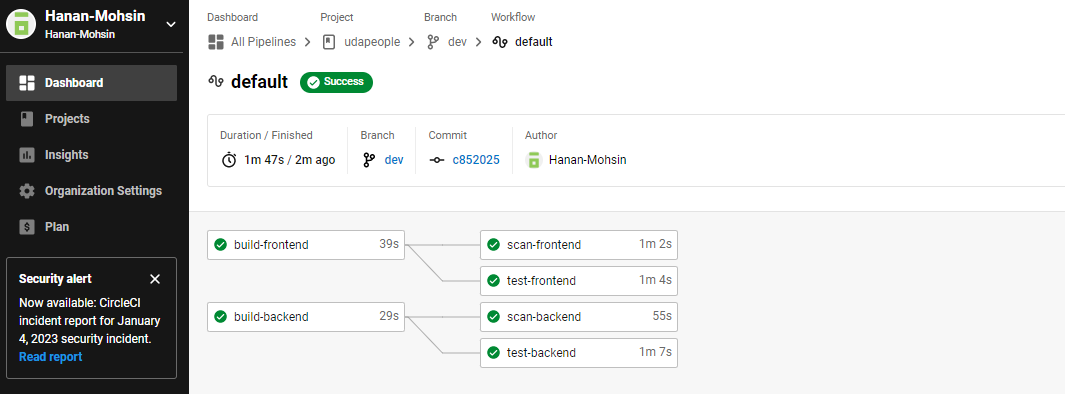 Hanan-Mohsin
Hanan-Mohsin
Dashboard
Projects
Insights
Organization Settings
Plan
Security alert
Now available: CircleCI
incident report for January
4, 2023 security incident.
Read report
Dashboard Project Branch Workflow
All Pipelines udapeople dev default
default Success
Duration / Finished Branch Commit Author
1m 47s / 2m ago dev c852025 Hanan-Mohsin
build-frontend 39s scan-frontend 1m 2s
test-frontend 1m 4s
build-backend 29s scan-backend 55s
test-backend 1m 7s